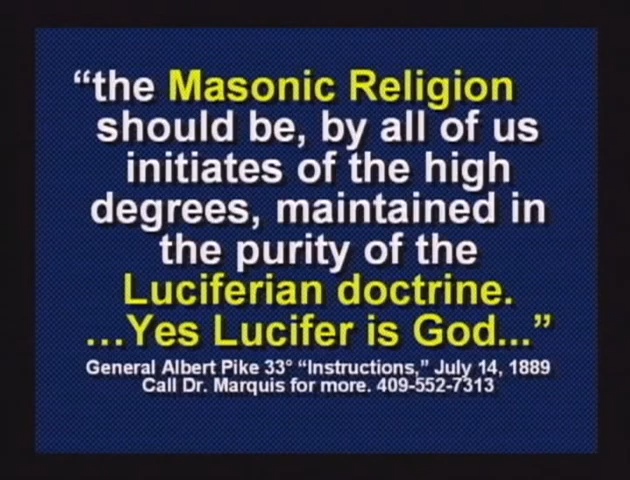 “the Masonic Religion
should be, by all of us
initiates of the high
degrees, maintained in
the purity of the
Luciferian doctrine.
...Yes Lucifer is God...”
General Albert Pike 33° “Instructions,” July 14, 1889
Call Dr. Marquis for more. 409-552-7313